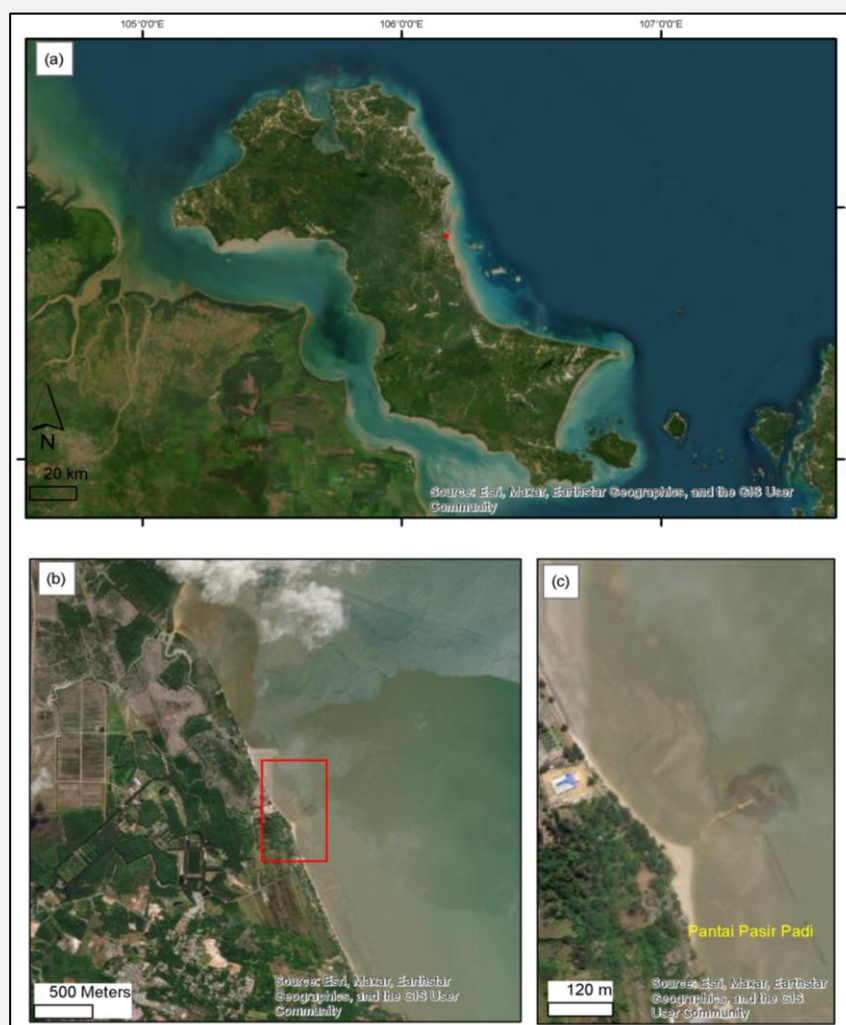 105°0'0"E 106°0'0"E 107°0'0"E
(a)
N
20 km
Source: Esri, Maxar, Earthstar Geographics, and the GIS User
Community
(b)
500 Meters
Source: Esri, Maxar, Earthstar
Geographics, and the GIS User
Community
(c)
Pantai Pasir Padi
120 m
Source: Esri, Maxar, Earthstar
Geographics, and the GIS
User Community